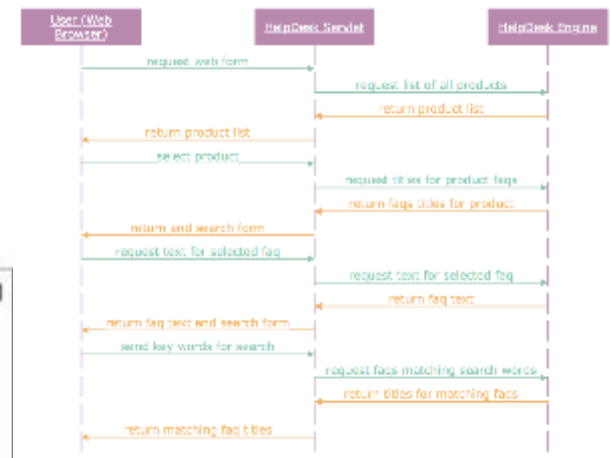 User (Web
Browser)
HelpDesk Servlet
HelpDesk Engine
request web form
request list of all products
return product list
return product list
select product
request titles for product faqs
return faqs titles for product
return and search form
request text for selected faq
request text for selected faq
return faq text
return faq text and search form
send key words for search
request faqs matching search words
return titles for matching faqs
return matching faq titles